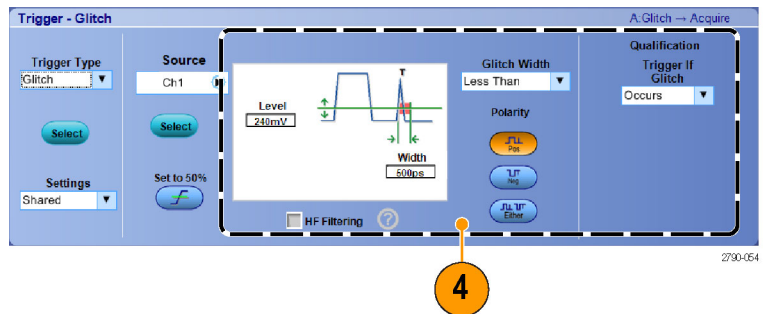 Trigger - Glitch
A:Glitch → Acquire
Trigger Type
Glitch
Select
Settings
Shared
Source
Ch1
Select
Set to 50%
Level
240mV
T
Width
500ps
HF Filtering
?
Glitch Width
Less Than
Polarity
Pos
Neg
Either
Qualification
Trigger If
Glitch
Occurs
2790-054
4